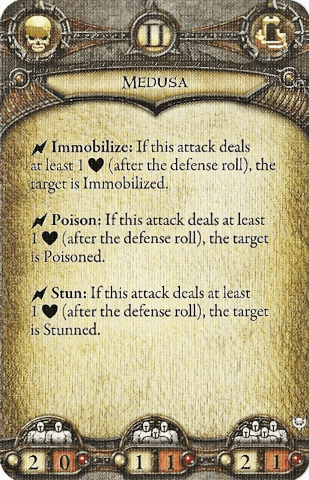 II
MEDUSA
Immobilize: If this attack deals
at least 1 (after the defense roll), the
target is Immobilized.
Poison: If this attack deals at least
1 (after the defense roll), the target
is Poisoned.
Stun: If this attack deals at least
1 (after the defense roll), the target
is Stunned.
2 0 1 1 2 1